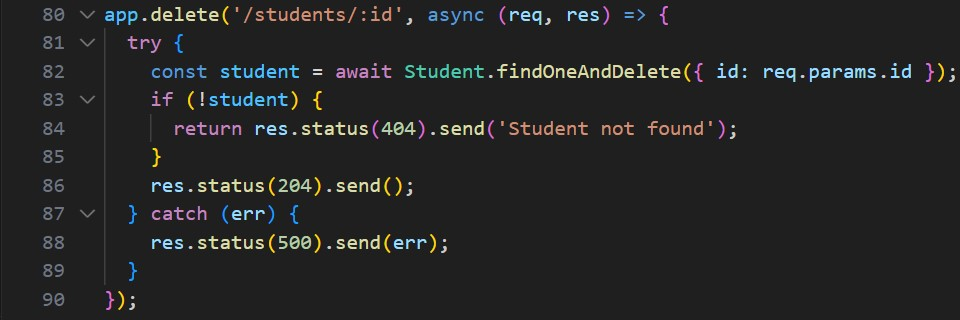 80 app.delete('/students/:id', async (req, res) => {
81 try {
82 const student = await Student.findOneAndDelete({ id: req.params.id });
83 if (!student) {
84 return res.status(404).send('Student not found');
85 }
86 res.status(204).send();
87 } catch (err) {
88 res.status(500).send(err);
89 }
90 });